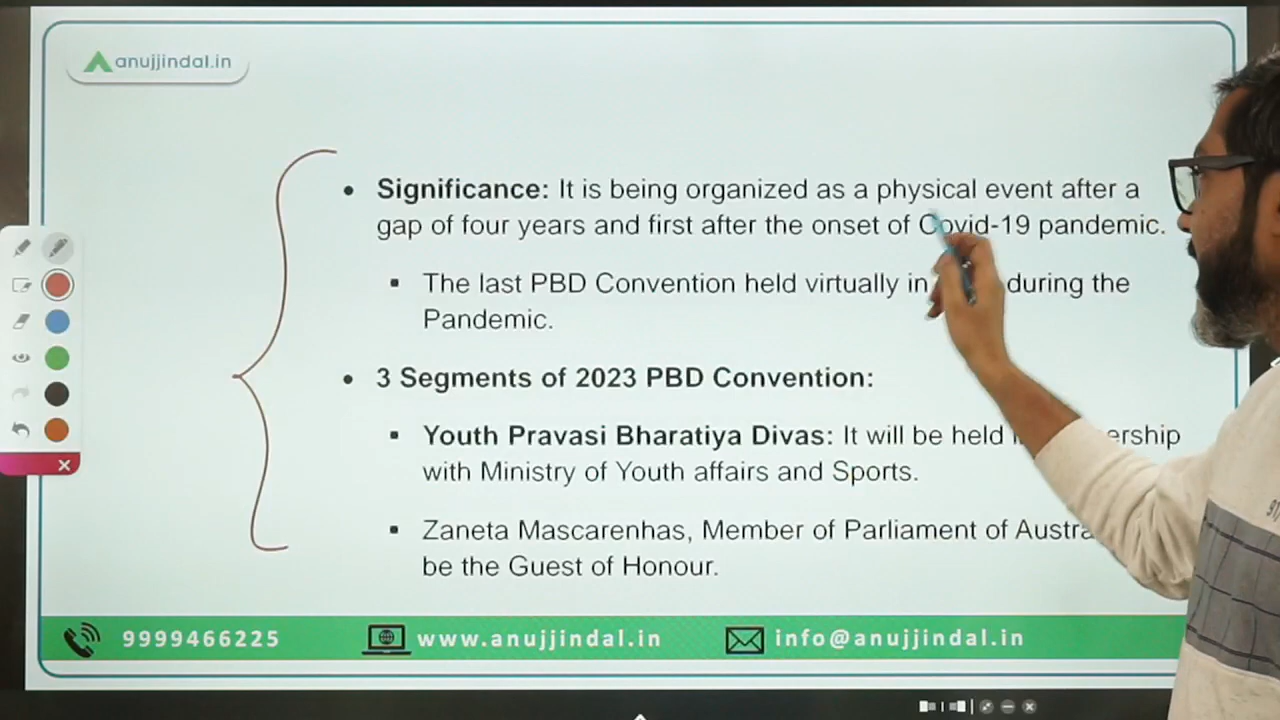 anujjindal.in
• Significance: It is being organized as a physical event after a
gap of four years and first after the onset of Covid-19 pandemic.
▪ The last PBD Convention held virtually in during the
Pandemic.
• 3 Segments of 2023 PBD Convention:
▪ Youth Pravasi Bharatiya Divas: It will be held
with Ministry of Youth affairs and Sports.
▪ Zaneta Mascarenhas, Member of Parliament of
be the Guest of Honour.
9999466225 www.anujjindal.in info@anujjindal.in